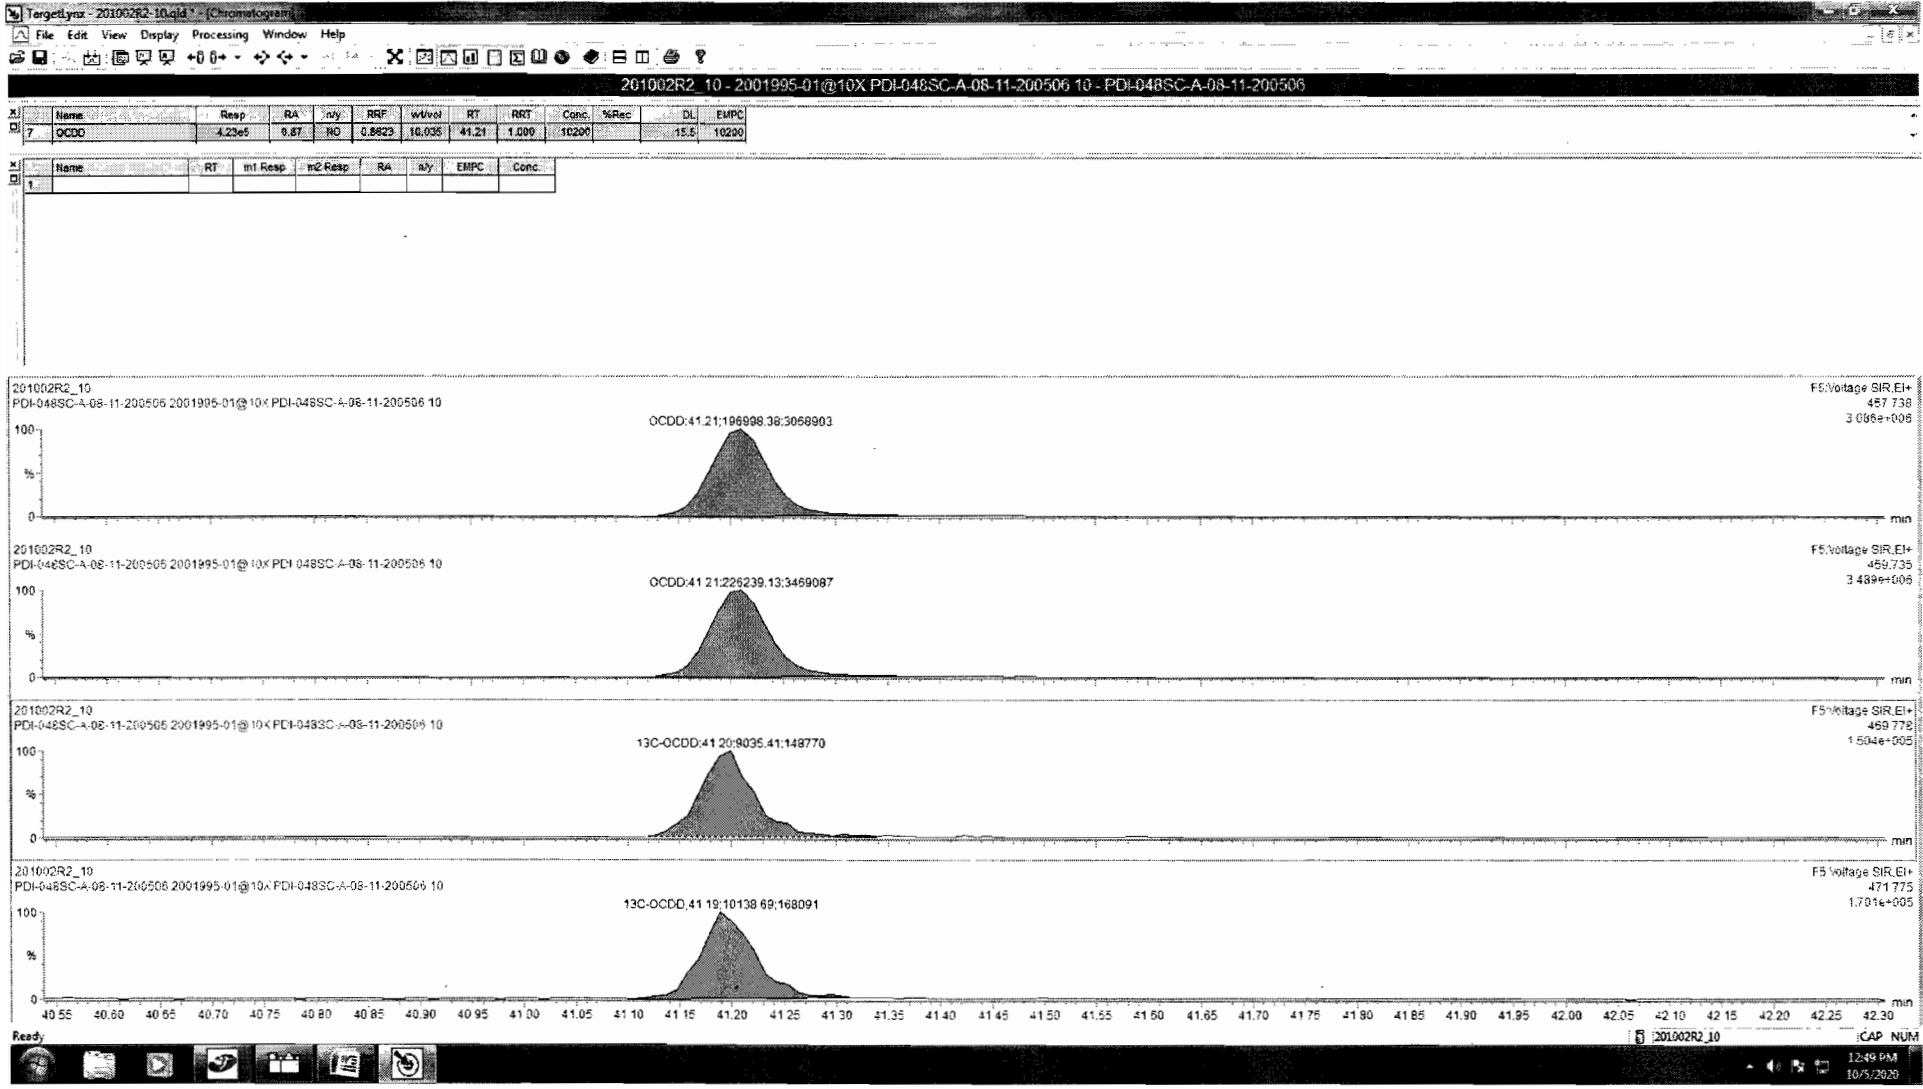 TargetLynx - 201002R2-10.qld * - [Chromatogram]
File Edit View Display Processing Window Help
201002R2_10 - 2001995-01@10X PDI-048SC-A-08-11-200506 10 - PDI-048SC-A-08-11-200506
Name Resp RA n/y RRF wt/vol RT RRT Conc. %Rec DL EMPC
7 OCDD 4.23e5 0.87 NO 0.8623 10.035 41.21 1.000 10200 15.5 10200
Name RT m1 Resp m2 Resp RA n/y EMPC Conc.
1
201002R2_10 F5:Voltage SIR,EI+
PDI-048SC-A-08-11-200506 2001995-01@10X PDI-048SC-A-08-11-200506 10 457.738
3.086e+006
OCDD;41.21;196998.38;3058903
100
%
0
min
201002R2_10 F5:Voltage SIR,EI+
PDI-048SC-A-08-11-200506 2001995-01@10X PDI-048SC-A-08-11-200506 10 459.735
3.489e+006
OCDD;41.21;226239.13;3469087
100
%
0
min
201002R2_10 F5:Voltage SIR,EI+
PDI-048SC-A-08-11-200506 2001995-01@10X PDI-048SC-A-08-11-200506 10 469.778
1.504e+005
13C-OCDD;41.20;9035.41;148770
100
%
0
min
201002R2_10 F5:Voltage SIR,EI+
PDI-048SC-A-08-11-200506 2001995-01@10X PDI-048SC-A-08-11-200506 10 471.775
1.701e+005
13C-OCDD;41.19;10138.69;168091
100
%
0
min
40.55 40.60 40.65 40.70 40.75 40.80 40.85 40.90 40.95 41.00 41.05 41.10 41.15 41.20 41.25 41.30 41.35 41.40 41.45 41.50 41.55 41.60 41.65 41.70 41.75 41.80 41.85 41.90 41.95 42.00 42.05 42.10 42.15 42.20 42.25 42.30
Ready 201002R2_10 CAP NUM
12:49 PM
10/5/2020